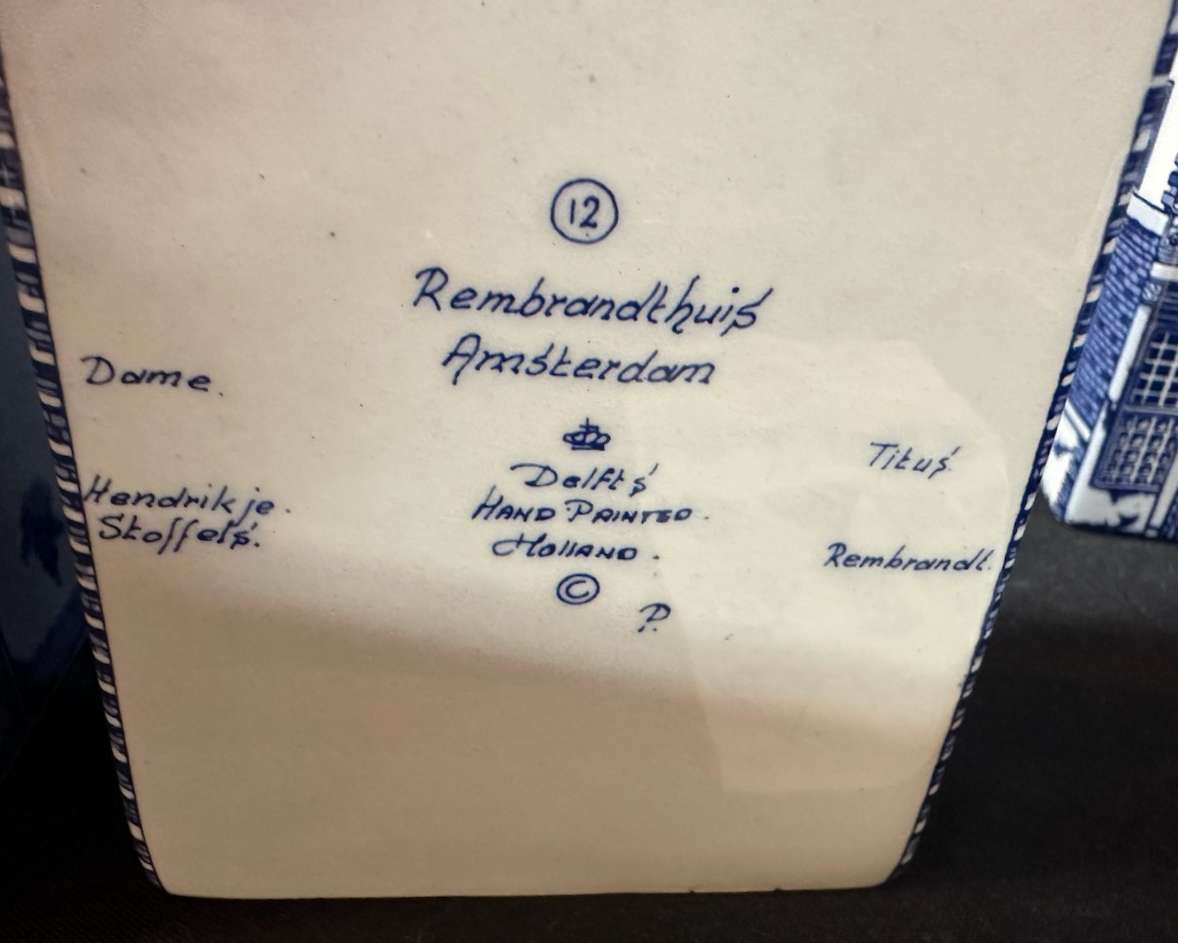 12
Rembrandthuis
Amsterdam
Dame.
Hendrikje.
Stoffels.
Delfts
HAND PAINTED.
HOllAND.
©
P.
Titus.
Rembrandt.